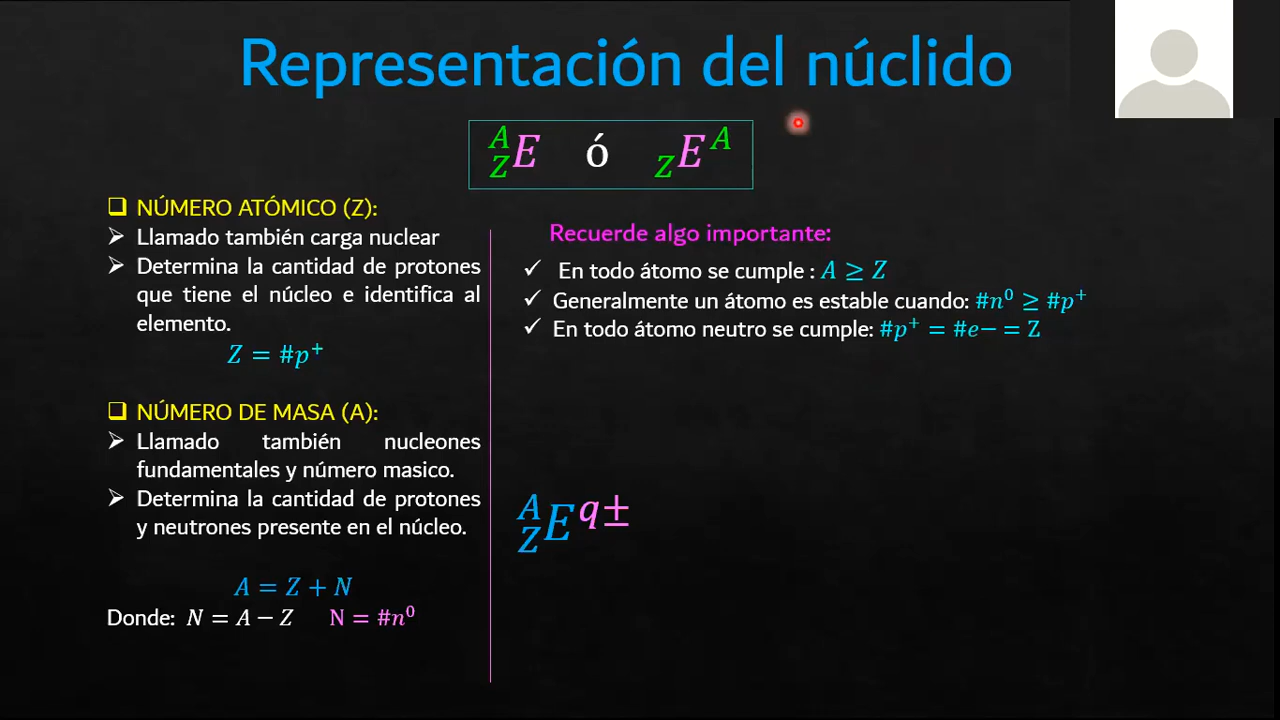 Representación del núclido
A
Z E ó Z E A
❑ NÚMERO ATÓMICO (Z):
➢ Llamado también carga nuclear
➢ Determina la cantidad de protones
que tiene el núcleo e identifica al
elemento.
Z = #p⁺
❑ NÚMERO DE MASA (A):
➢ Llamado también nucleones
fundamentales y número masico.
➢ Determina la cantidad de protones
y neutrones presente en el núcleo.
A = Z + N
Donde: N = A − Z N = #n⁰
Recuerde algo importante:
✓ En todo átomo se cumple : A ≥ Z
✓ Generalmente un átomo es estable cuando: #n⁰ ≥ #p⁺
✓ En todo átomo neutro se cumple: #p⁺ = #e− = Z
A
Z E q±